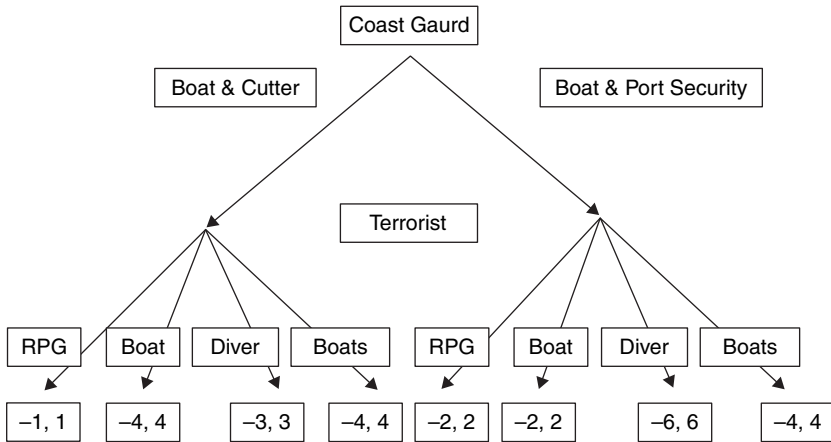 Coast Gaurd
Boat & Cutter
Boat & Port Security
Terrorist
RPG
Boat
Diver
Boats
RPG
Boat
Diver
Boats
–1, 1
–4, 4
–3, 3
–4, 4
–2, 2
–2, 2
–6, 6
–4, 4